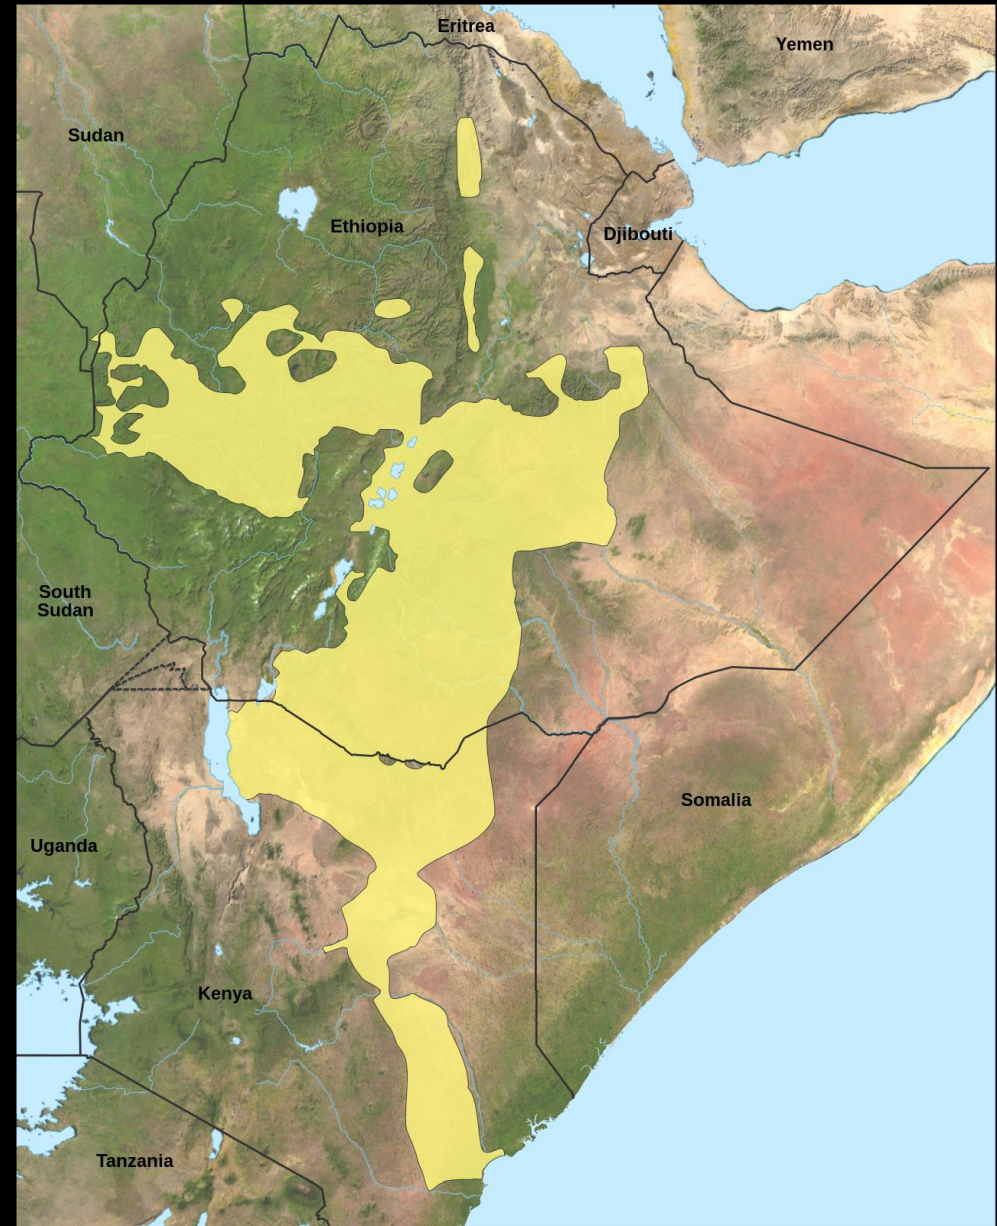 Eritrea
Yemen
Sudan
Ethiopia
Djibouti
South
Sudan
Somalia
Uganda
Kenya
Tanzania